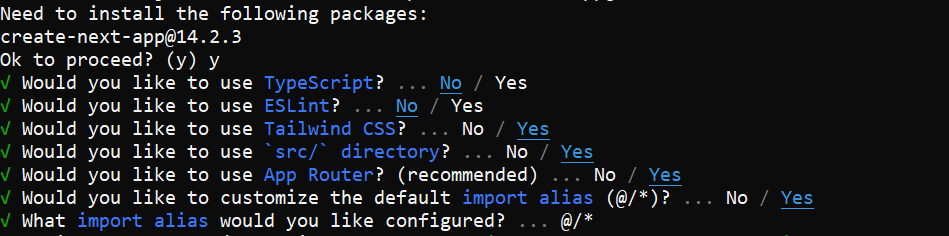 Need to install the following packages:
create-next-app@14.2.3
Ok to proceed? (y) y
√ Would you like to use TypeScript? ... No / Yes
√ Would you like to use ESLint? ... No / Yes
√ Would you like to use Tailwind CSS? ... No / Yes
√ Would you like to use `src/` directory? ... No / Yes
√ Would you like to use App Router? (recommended) ... No / Yes
√ Would you like to customize the default import alias (@/*)? ... No / Yes
√ What import alias would you like configured? ... @/*